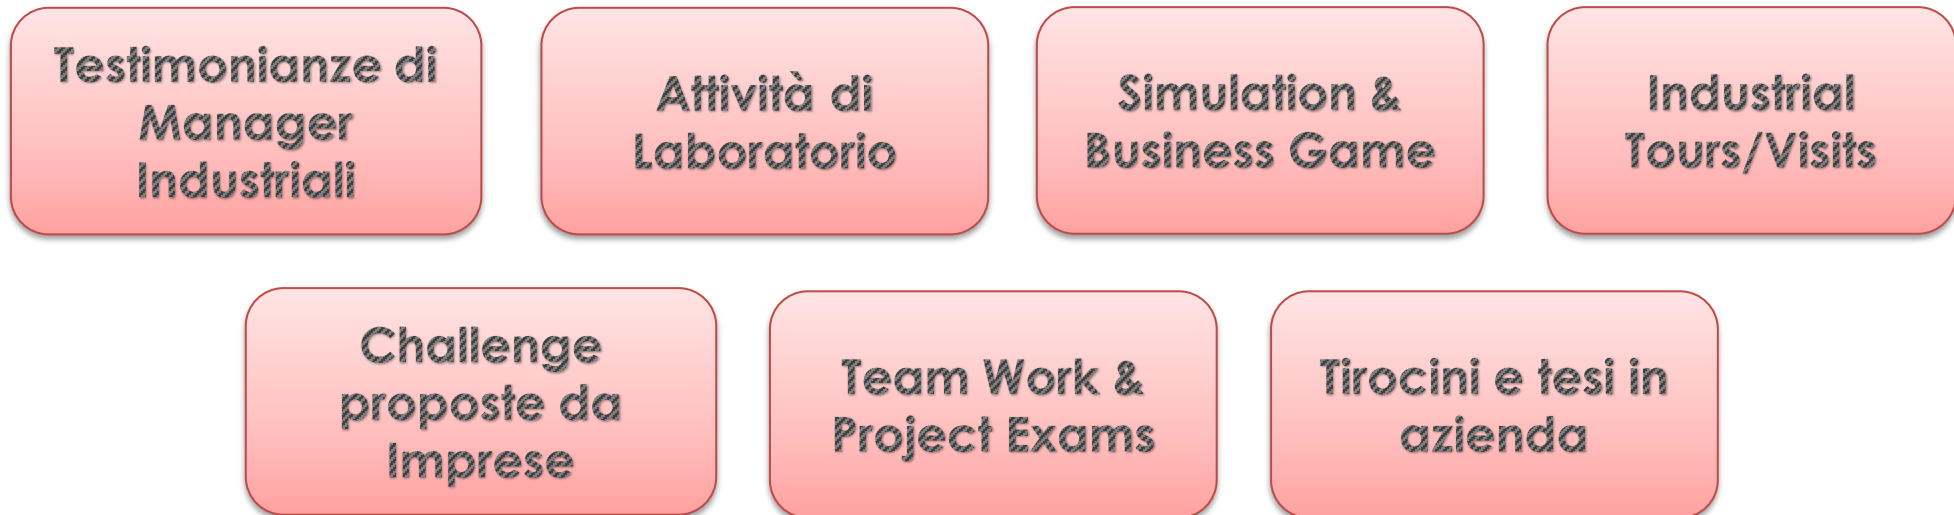 Testimonianze di
Manager
Industriali
Attività di
Laboratorio
Simulation &
Business Game
Industrial
Tours/Visits
Challenge
proposte da
Imprese
Team Work &
Project Exams
Tirocini e tesi in
azienda